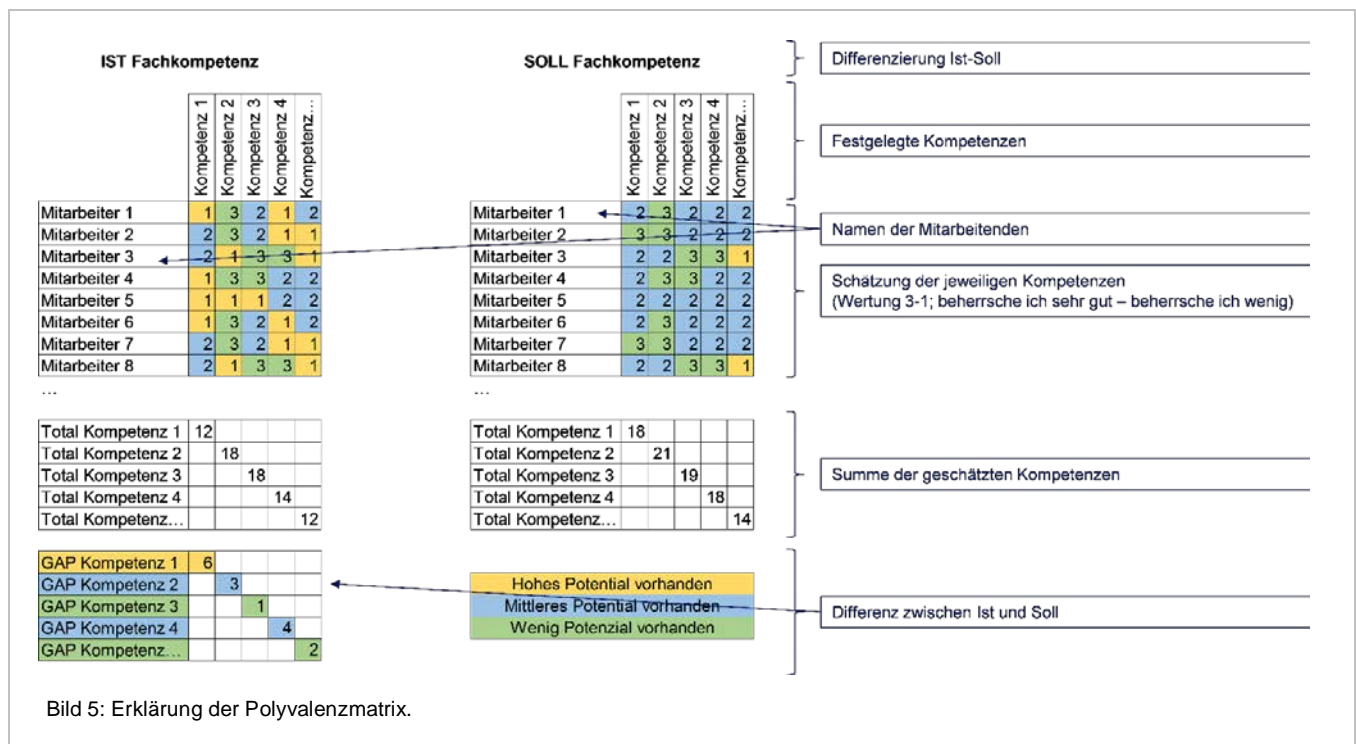 IST Fachkompetenz
Kompetenz 1
Kompetenz 2
Kompetenz 3
Kompetenz 4
Kompetenz...
Mitarbeiter 1 1 3 2 1 2
Mitarbeiter 2 2 3 2 1 1
Mitarbeiter 3 2 1 3 3 1
Mitarbeiter 4 1 3 3 2 2
Mitarbeiter 5 1 1 1 2 2
Mitarbeiter 6 1 3 2 1 2
Mitarbeiter 7 2 3 2 1 1
Mitarbeiter 8 2 1 3 3 1
...
Total Kompetenz 1 12
Total Kompetenz 2 18
Total Kompetenz 3 18
Total Kompetenz 4 14
Total Kompetenz... 12
GAP Kompetenz 1 6
GAP Kompetenz 2 3
GAP Kompetenz 3 1
GAP Kompetenz 4 4
GAP Kompetenz... 2
SOLL Fachkompetenz
Kompetenz 1
Kompetenz 2
Kompetenz 3
Kompetenz 4
Kompetenz...
Mitarbeiter 1 2 3 2 2 2
Mitarbeiter 2 3 3 2 2 2
Mitarbeiter 3 2 2 3 3 1
Mitarbeiter 4 2 3 3 2 2
Mitarbeiter 5 2 2 2 2 2
Mitarbeiter 6 2 3 2 2 2
Mitarbeiter 7 3 3 2 2 2
Mitarbeiter 8 2 2 3 3 1
...
Total Kompetenz 1 18
Total Kompetenz 2 21
Total Kompetenz 3 19
Total Kompetenz 4 18
Total Kompetenz... 14
Hohes Potential vorhanden
Mittleres Potential vorhanden
Wenig Potenzial vorhanden
Differenzierung Ist-Soll
Festgelegte Kompetenzen
Namen der Mitarbeitenden
Schätzung der jeweiligen Kompetenzen
(Wertung 3-1; beherrsche ich sehr gut – beherrsche ich wenig)
Summe der geschätzten Kompetenzen
Differenz zwischen Ist und Soll
Bild 5: Erklärung der Polyvalenzmatrix.